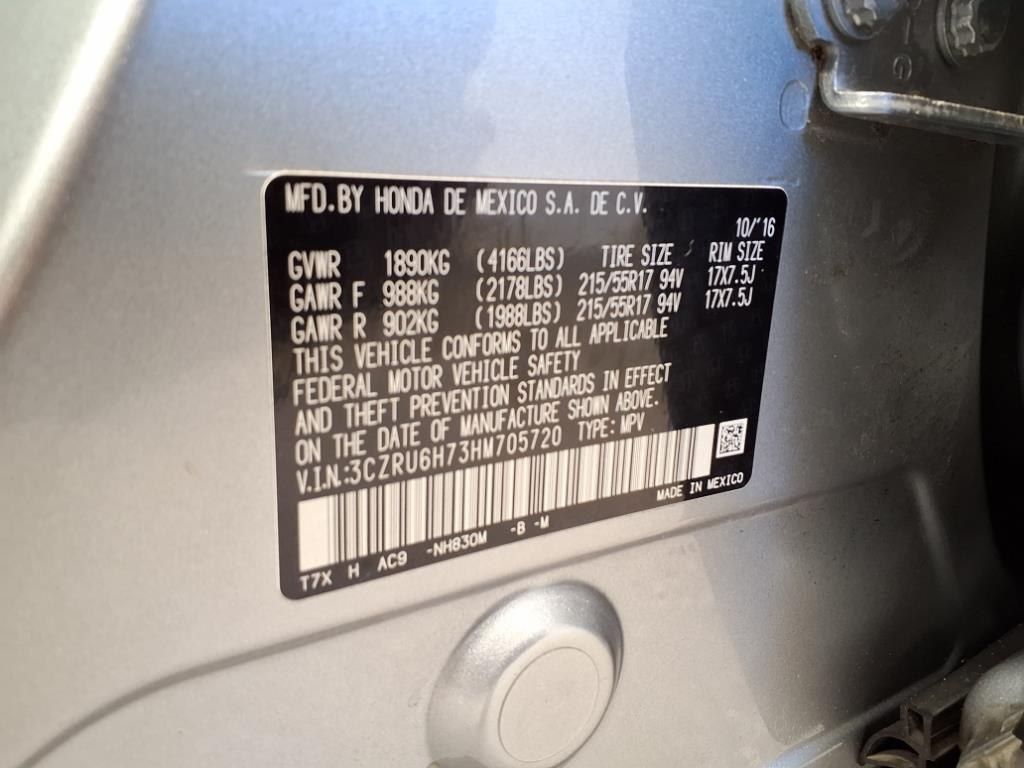 MFD. BY HONDA DE MEXICO S.A. DE C.V.
10/'16
GVWR 1890KG (4166LBS) TIRE SIZE RIM SIZE
GAWR F 988KG (2178LBS) 215/55R17 94V 17X7.5J
GAWR R 902KG (1988LBS) 215/55R17 94V 17X7.5J
THIS VEHICLE CONFORMS TO ALL APPLICABLE
FEDERAL MOTOR VEHICLE SAFETY
AND THEFT PREVENTION STANDARDS IN EFFECT
ON THE DATE OF MANUFACTURE SHOWN ABOVE.
V.I.N.:3CZRU6H73HM705720 TYPE: MPV
MADE IN MEXICO
T7X H AC9 -NH830M -B -M